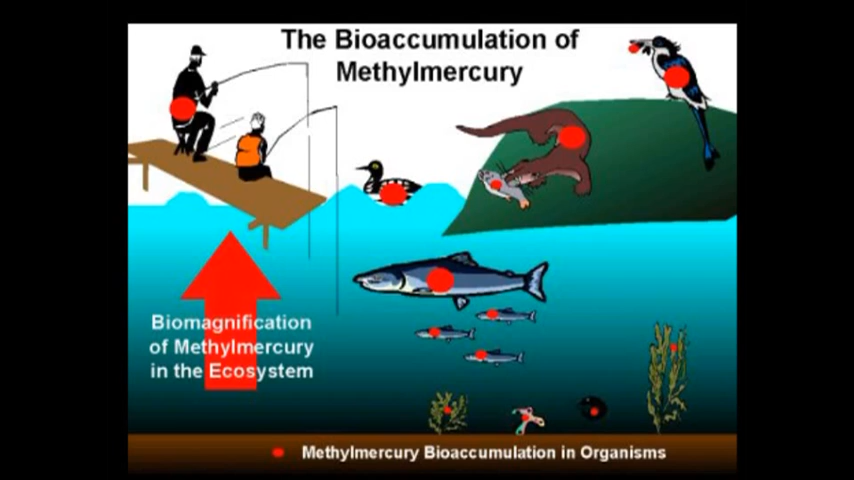 The Bioaccumulation of
Methylmercury
Biomagnification
of Methylmercury
in the Ecosystem
Methylmercury Bioaccumulation in Organisms